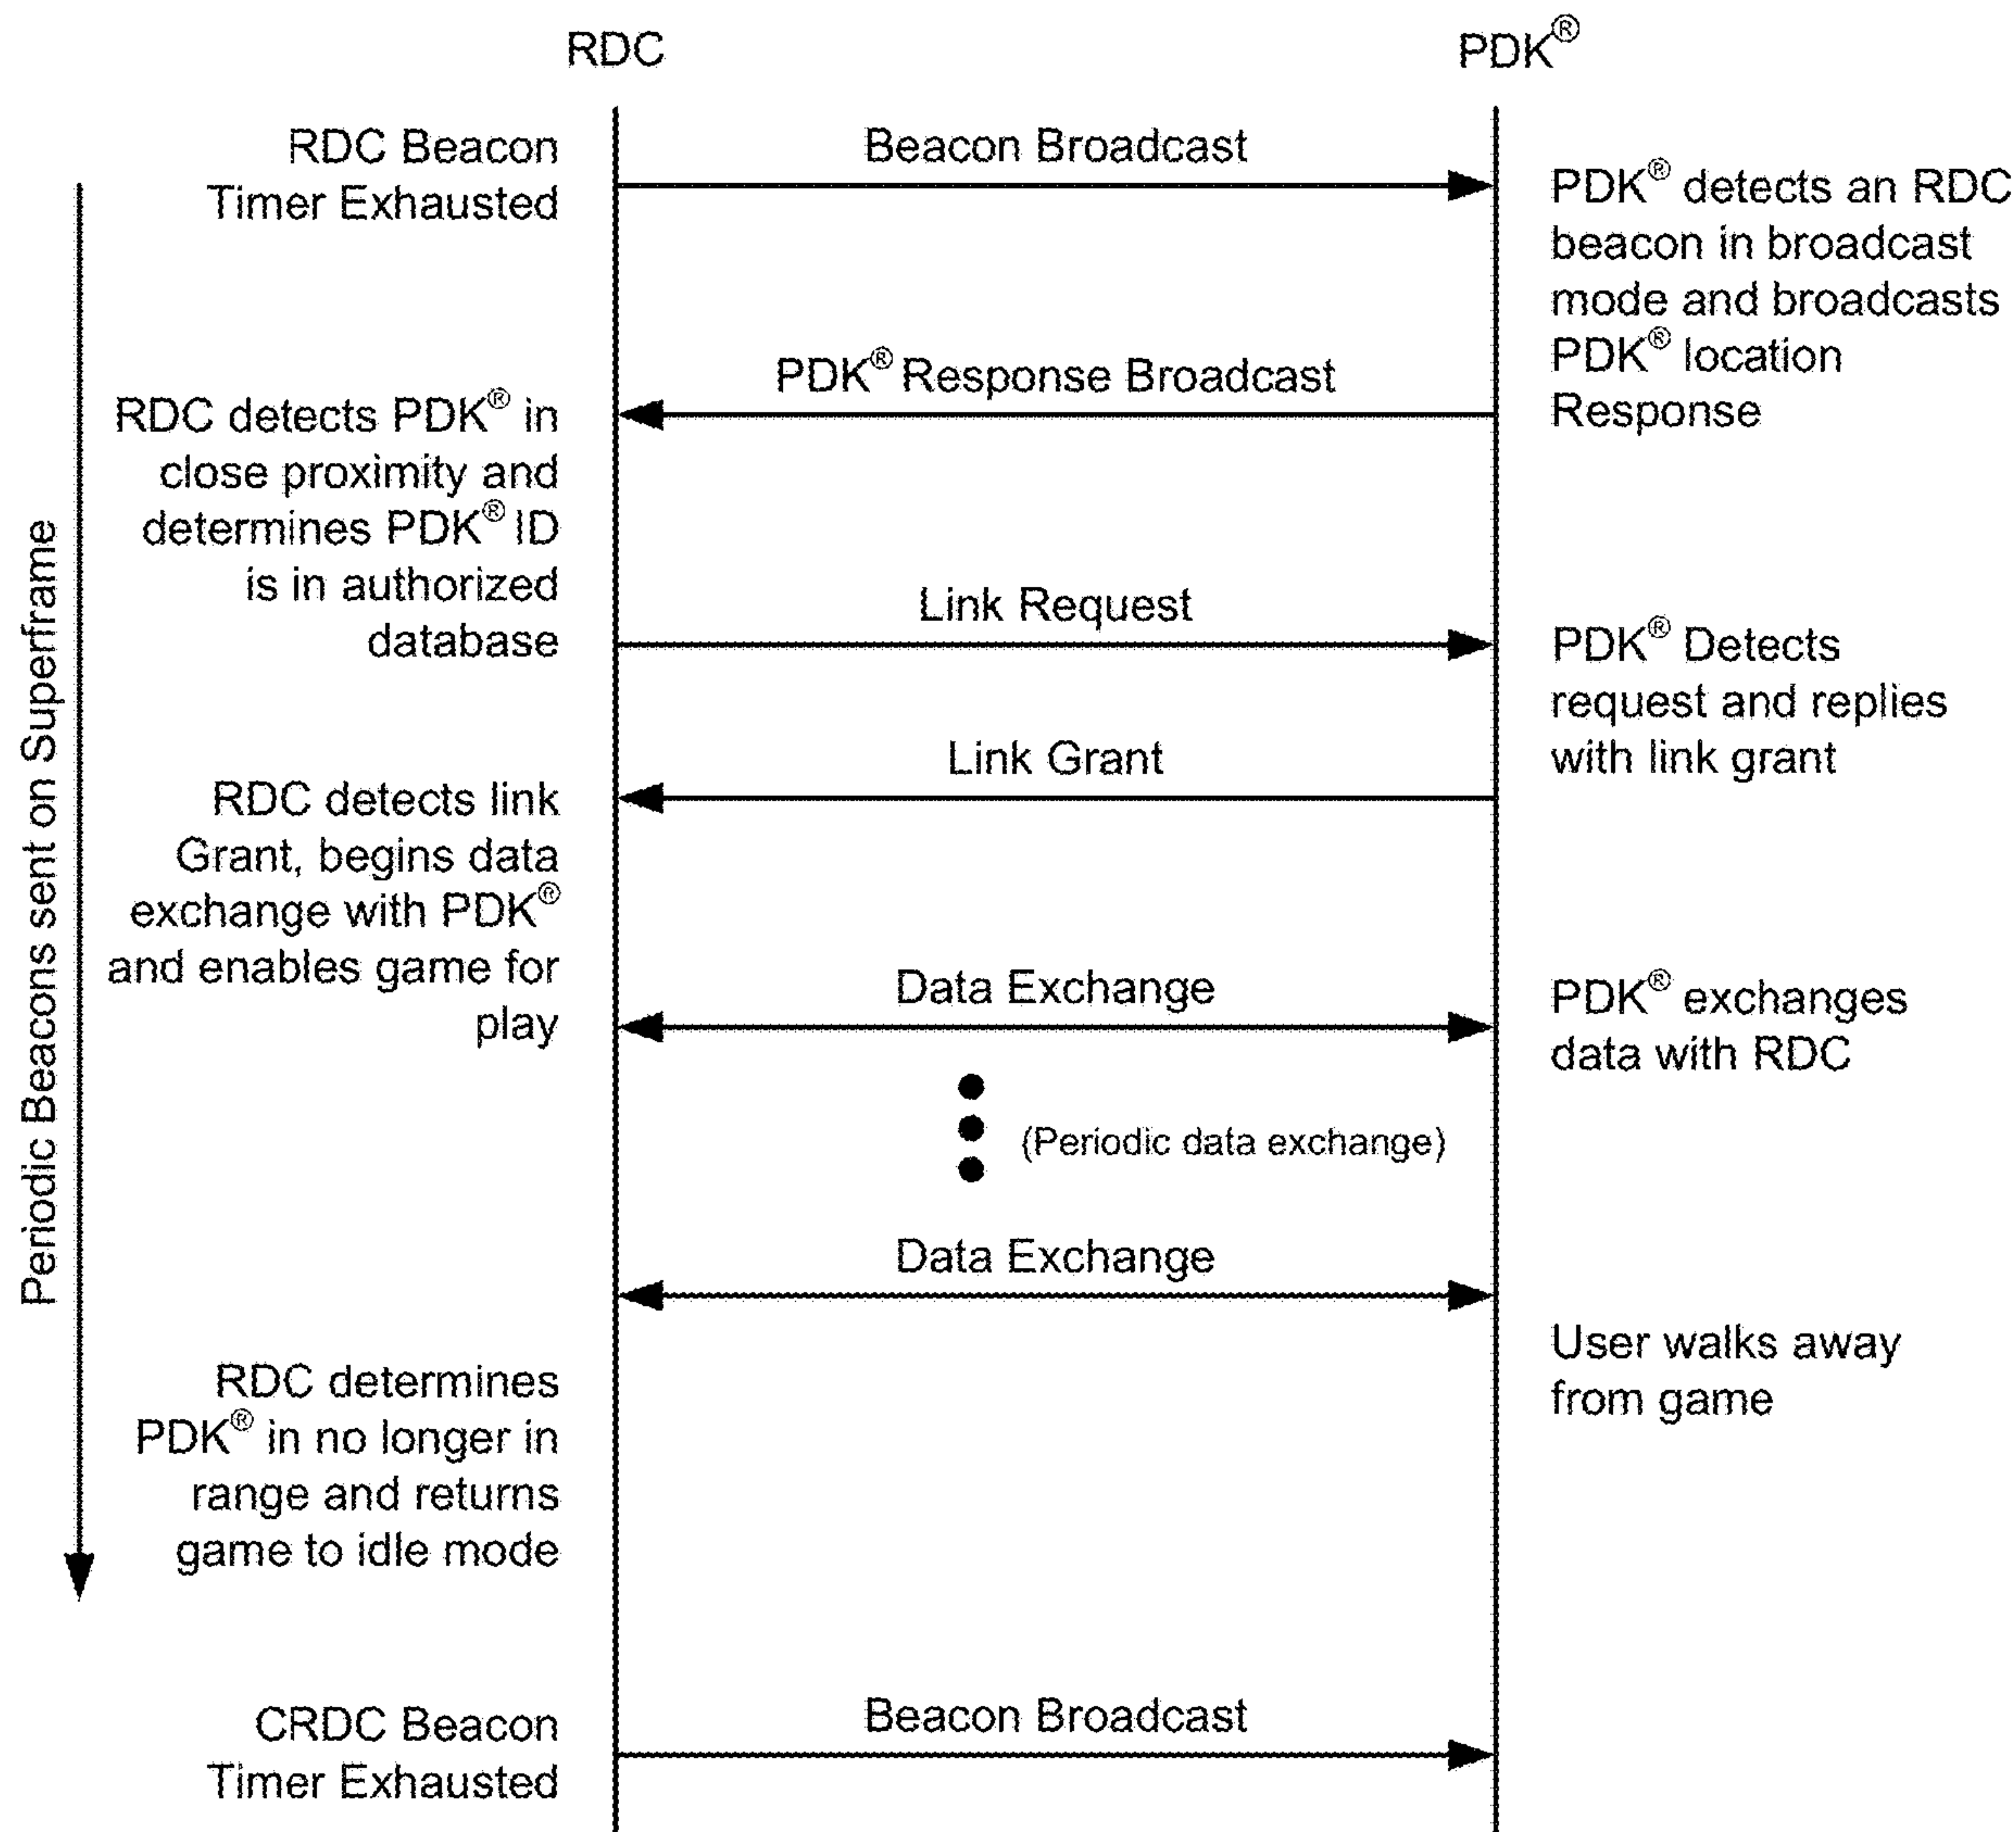 RDC
PDK®
RDC Beacon
Timer Exhausted
Beacon Broadcast
PDK® detects an RDC
beacon in broadcast
mode and broadcasts
PDK® location
Response
PDK® Response Broadcast
RDC detects PDK® in
close proximity and
determines PDK® ID
is in authorized
database
Link Request
PDK® Detects
request and replies
with link grant
Link Grant
RDC detects link
Grant, begins data
exchange with PDK®
and enables game for
play
Data Exchange
PDK® exchanges
data with RDC
(Periodic data exchange)
Data Exchange
User walks away
from game
RDC determines
PDK® in no longer in
range and returns
game to idle mode
CRDC Beacon
Timer Exhausted
Beacon Broadcast
Periodic Beacons sent on Superframe